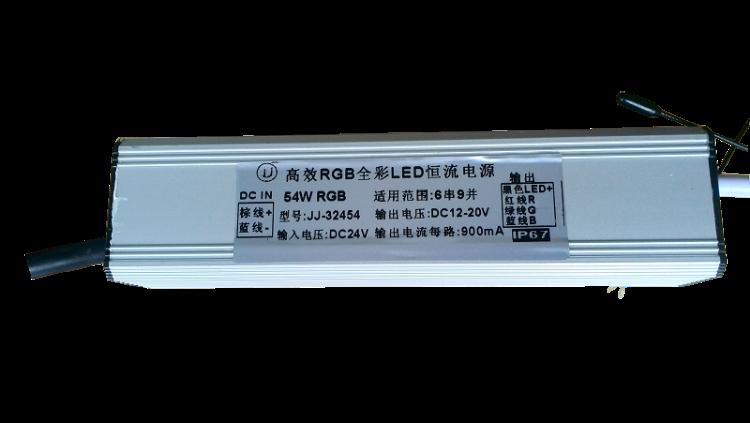 JJ 高效RGB全彩LED恒流电源
DC IN 54W RGB 适用范围:6串9并 输出
棕线+ 型号:JJ-32454 输出电压:DC12-20V 黑色LED+
蓝线- 输入电压:DC24V 输出电流每路:900mA 红线R
绿线G
蓝线B
IP67